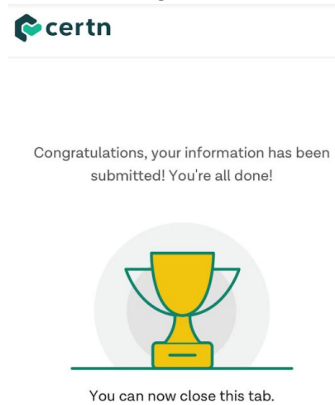 certn
Congratulations, your information has been
submitted! You're all done!
You can now close this tab.